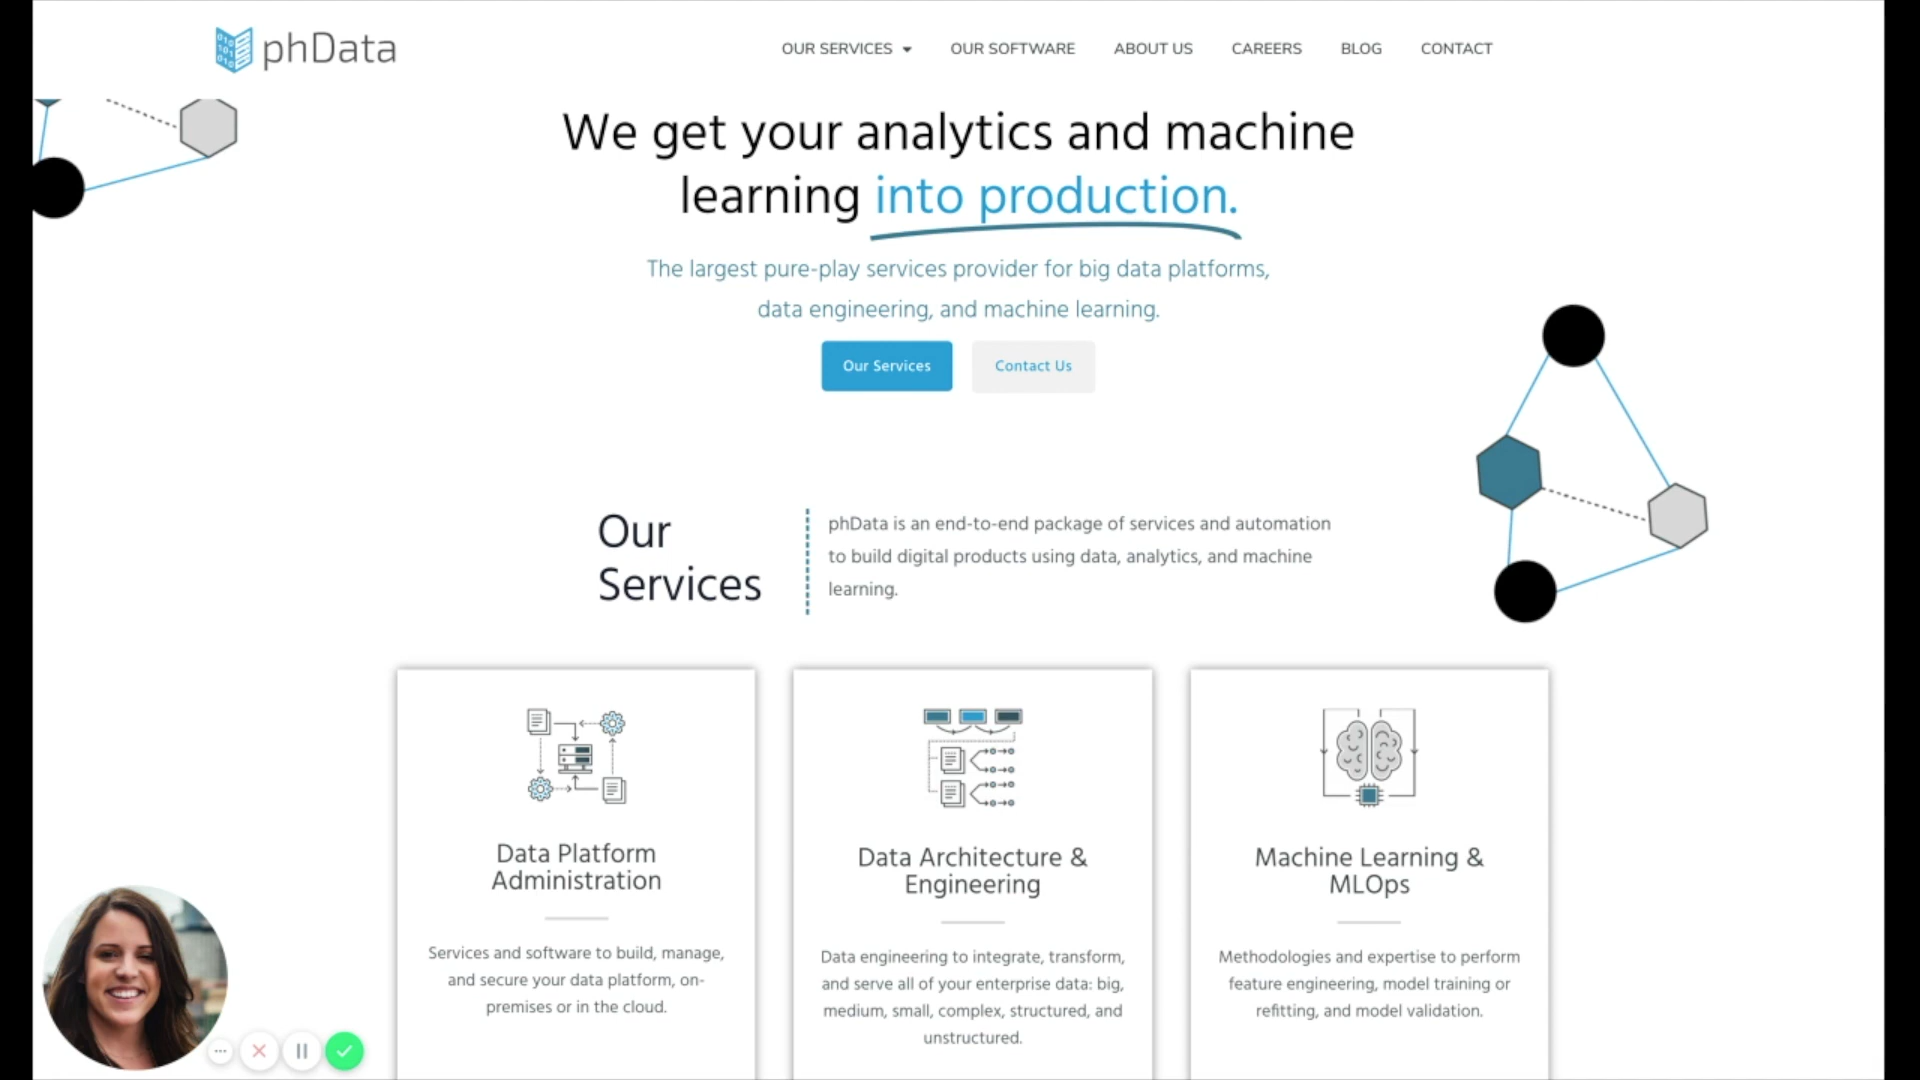 phData
OUR SERVICES
OUR SOFTWARE
ABOUT US
CAREERS
BLOG
CONTACT
We get your analytics and machine
learning into production.
The largest pure-play services provider for big data platforms,
data engineering, and machine learning.
Our Services
Contact Us
Our
Services
phData is an end-to-end package of services and automation
to build digital products using data, analytics, and machine
learning.
Data Platform
Administration
Services and software to build, manage,
and secure your data platform, on-
premises or in the cloud.
Data Architecture &
Engineering
Data engineering to integrate, transform,
and serve all of your enterprise data: big,
medium, small, complex, structured, and
unstructured.
Machine Learning &
MLOps
Methodologies and expertise to perform
feature engineering, model training or
refitting, and model validation.